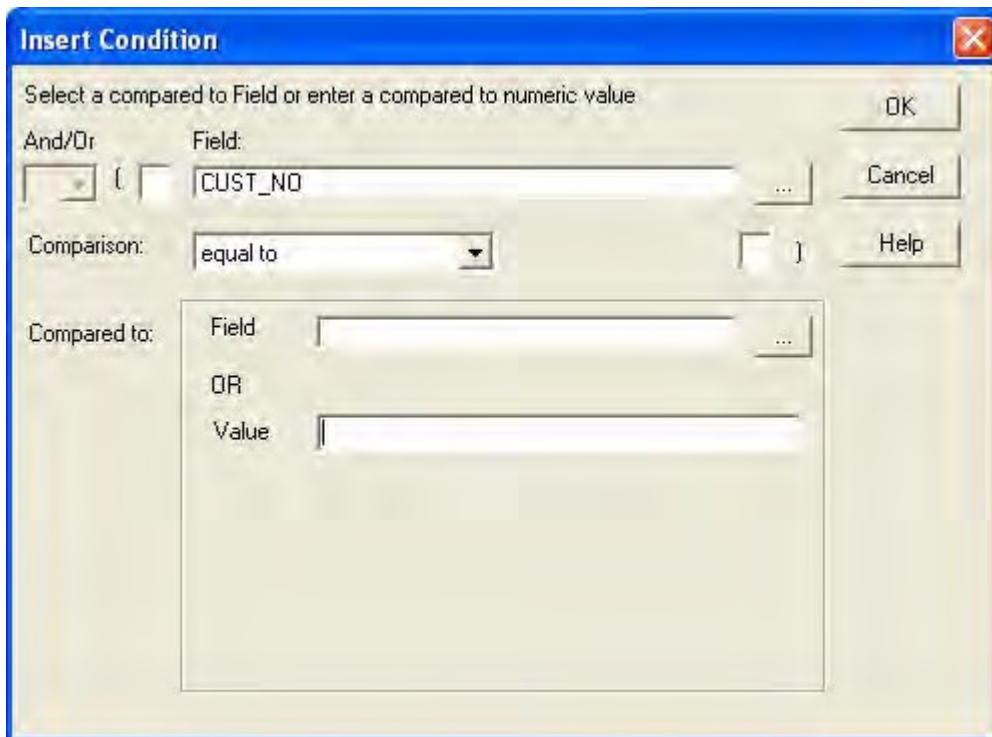 Insert Condition
Select a compared to Field or enter a compared to numeric value
OK
And/Or Field:
( CUST_NO ...
Cancel
Comparison: equal to )
Help
Compared to: Field ...
OR
Value